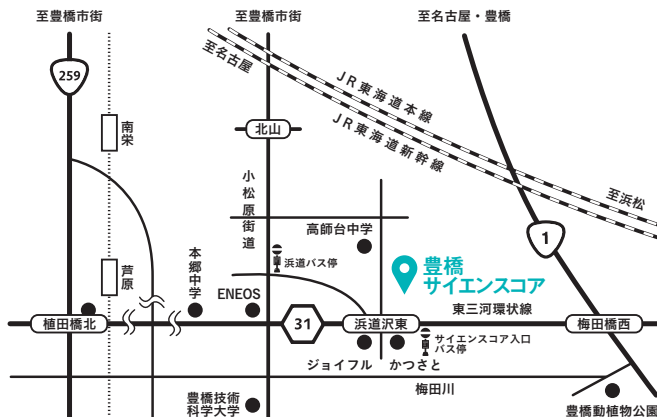 至豊橋市街
至豊橋市街
至名古屋・豊橋
259
至名古屋
JR東海道本線
JR東海道新幹線
至浜松
南栄
北山
小松原街道
高師台中学
1
浜道バス停
本郷中学
芦原
ENEOS
豊橋
サイエンスコア
東三河環状線
植田橋北
31
浜道沢東
梅田橋西
サイエンスコア入口
バス停
ジョイフル
かつさと
梅田川
豊橋技術
科学大学
豊橋動植物公園